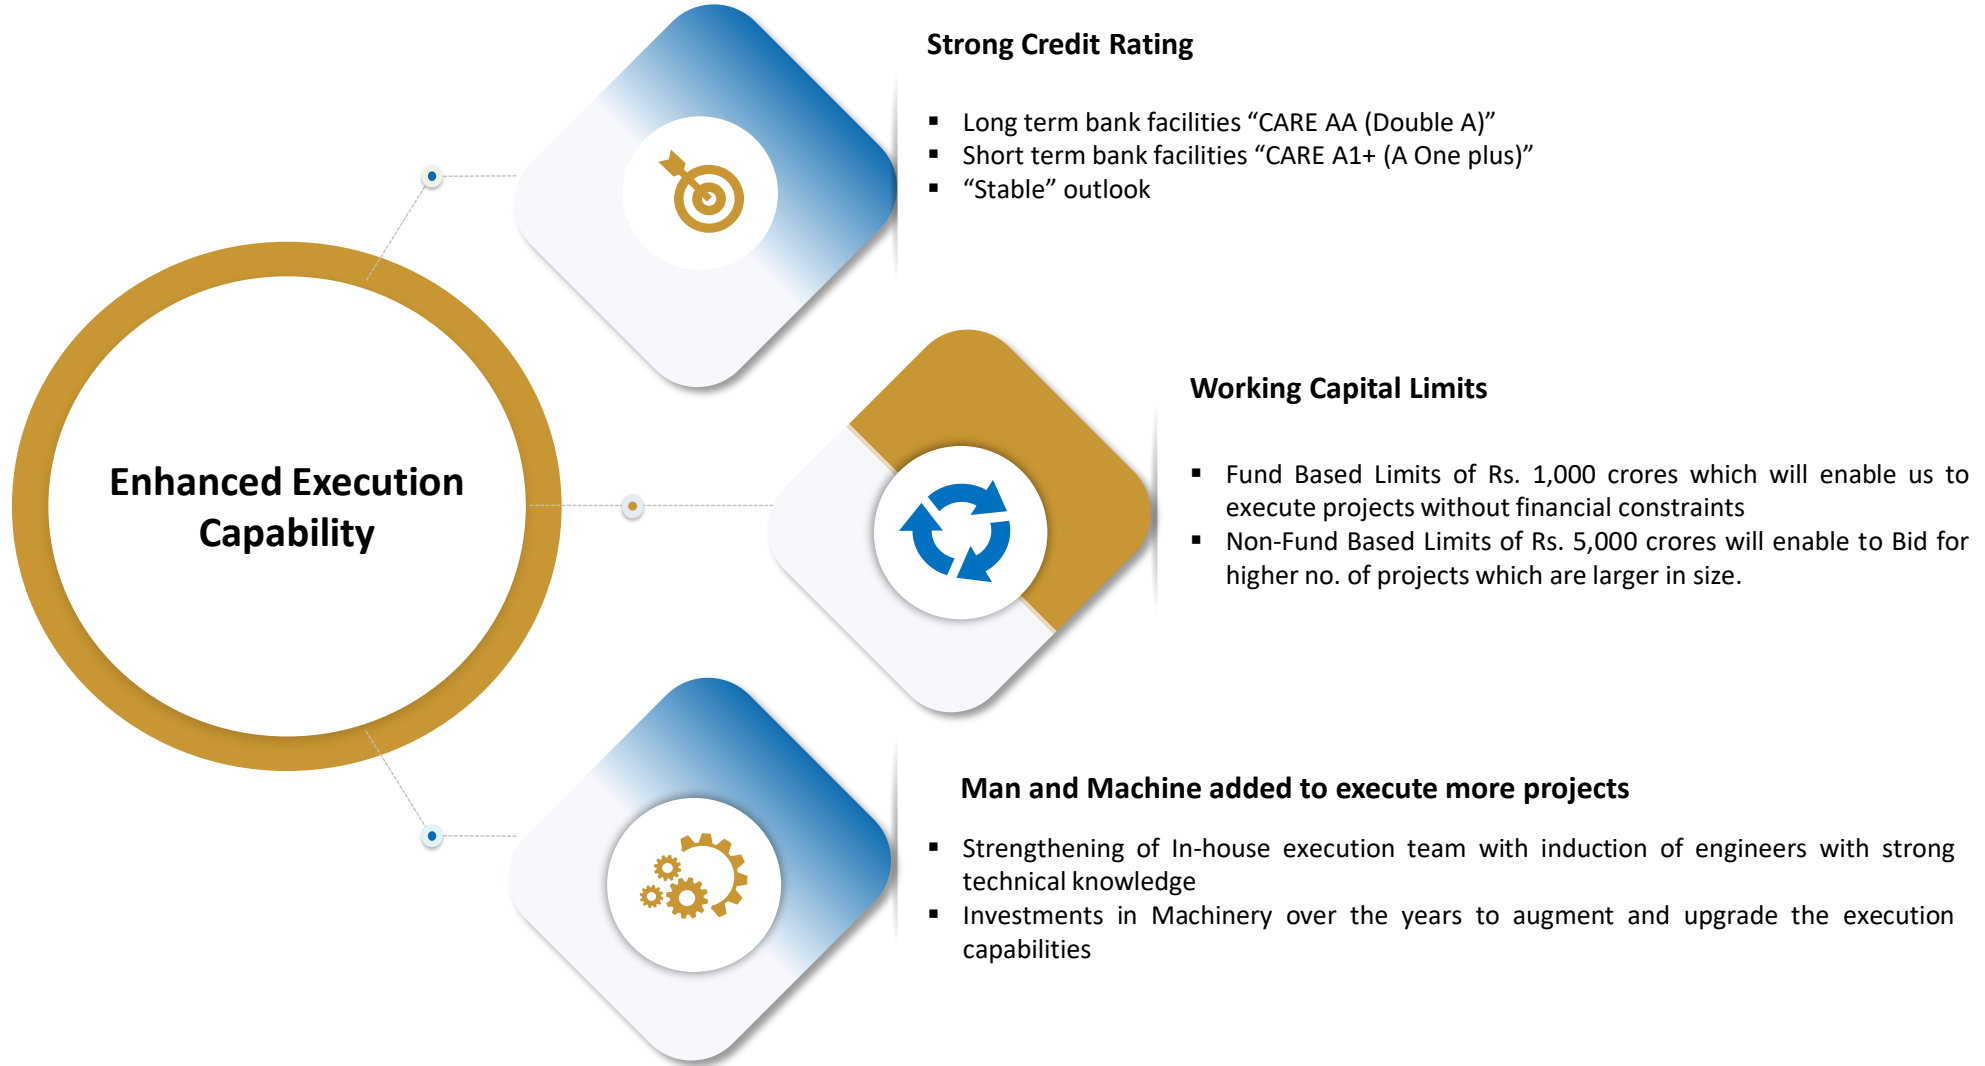 Strong Credit Rating
▪ Long term bank facilities “CARE AA (Double A)”
▪ Short term bank facilities “CARE A1+ (A One plus)”
▪ “Stable” outlook
Enhanced Execution
Capability
Working Capital Limits
▪ Fund Based Limits of Rs. 1,000 crores which will enable us to
execute projects without financial constraints
▪ Non-Fund Based Limits of Rs. 5,000 crores will enable to Bid for
higher no. of projects which are larger in size.
Man and Machine added to execute more projects
▪ Strengthening of In-house execution team with induction of engineers with strong
technical knowledge
▪ Investments in Machinery over the years to augment and upgrade the execution
capabilities